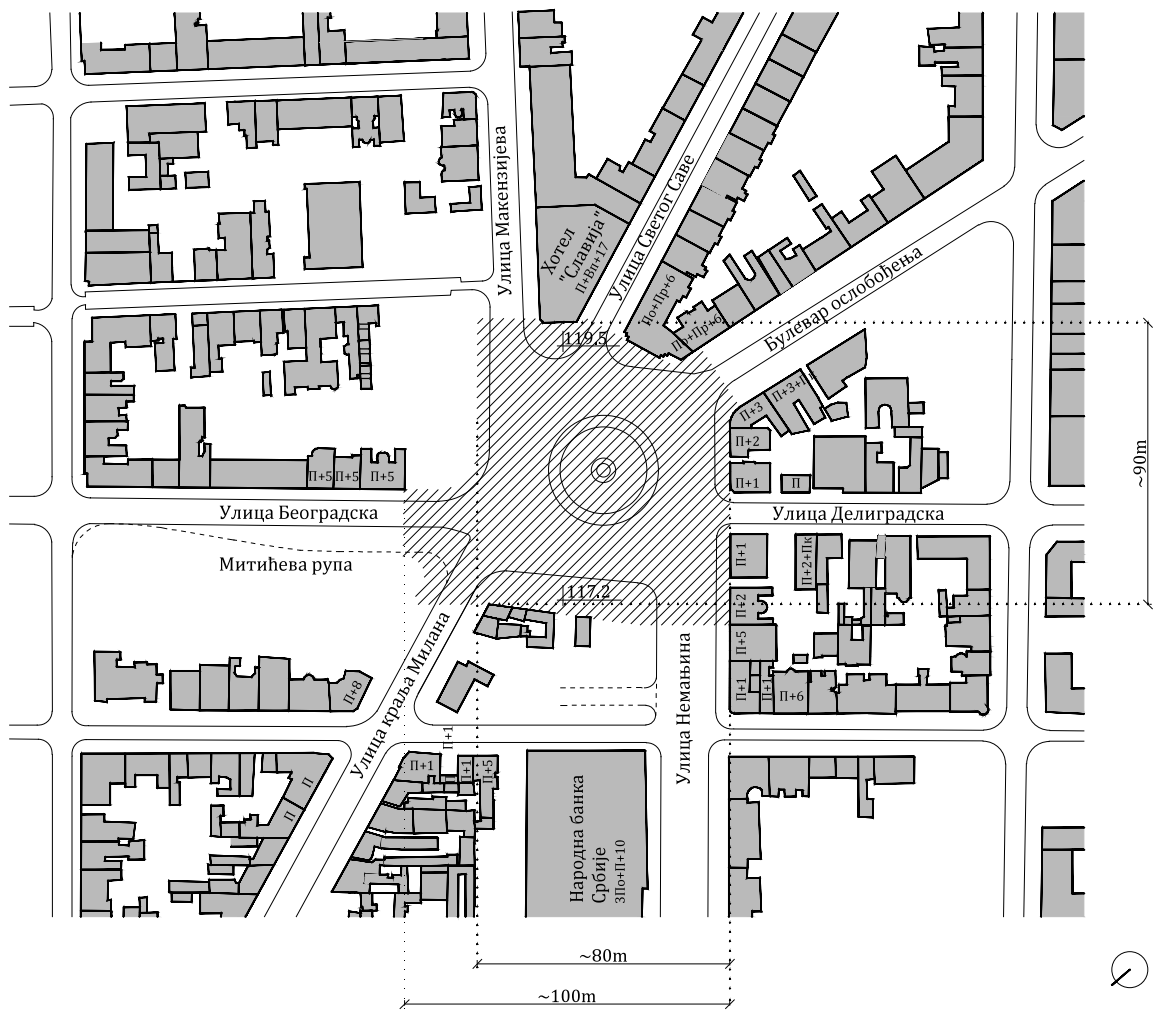 Улица Макензијева
Хотел
"Славија"
П+Вп+17
Улица Светог Саве
По+Пр+6
По+Пр+6
Булевар ослобођења
119.5
П+3
П+2
П+1
П
П+5
П+5
П+5
~90m
Улица Београдска
Улица Делиградска
Митићева рупа
П+1
П+2+Пк
117.2
П+2
П+5
П+1
П+1
П+6
П+8
Улица краља Милана
Улица Немањина
П+1
П+1
П+5
П
П
Народна банка
Србије
3По+П+10
~80m
~100m